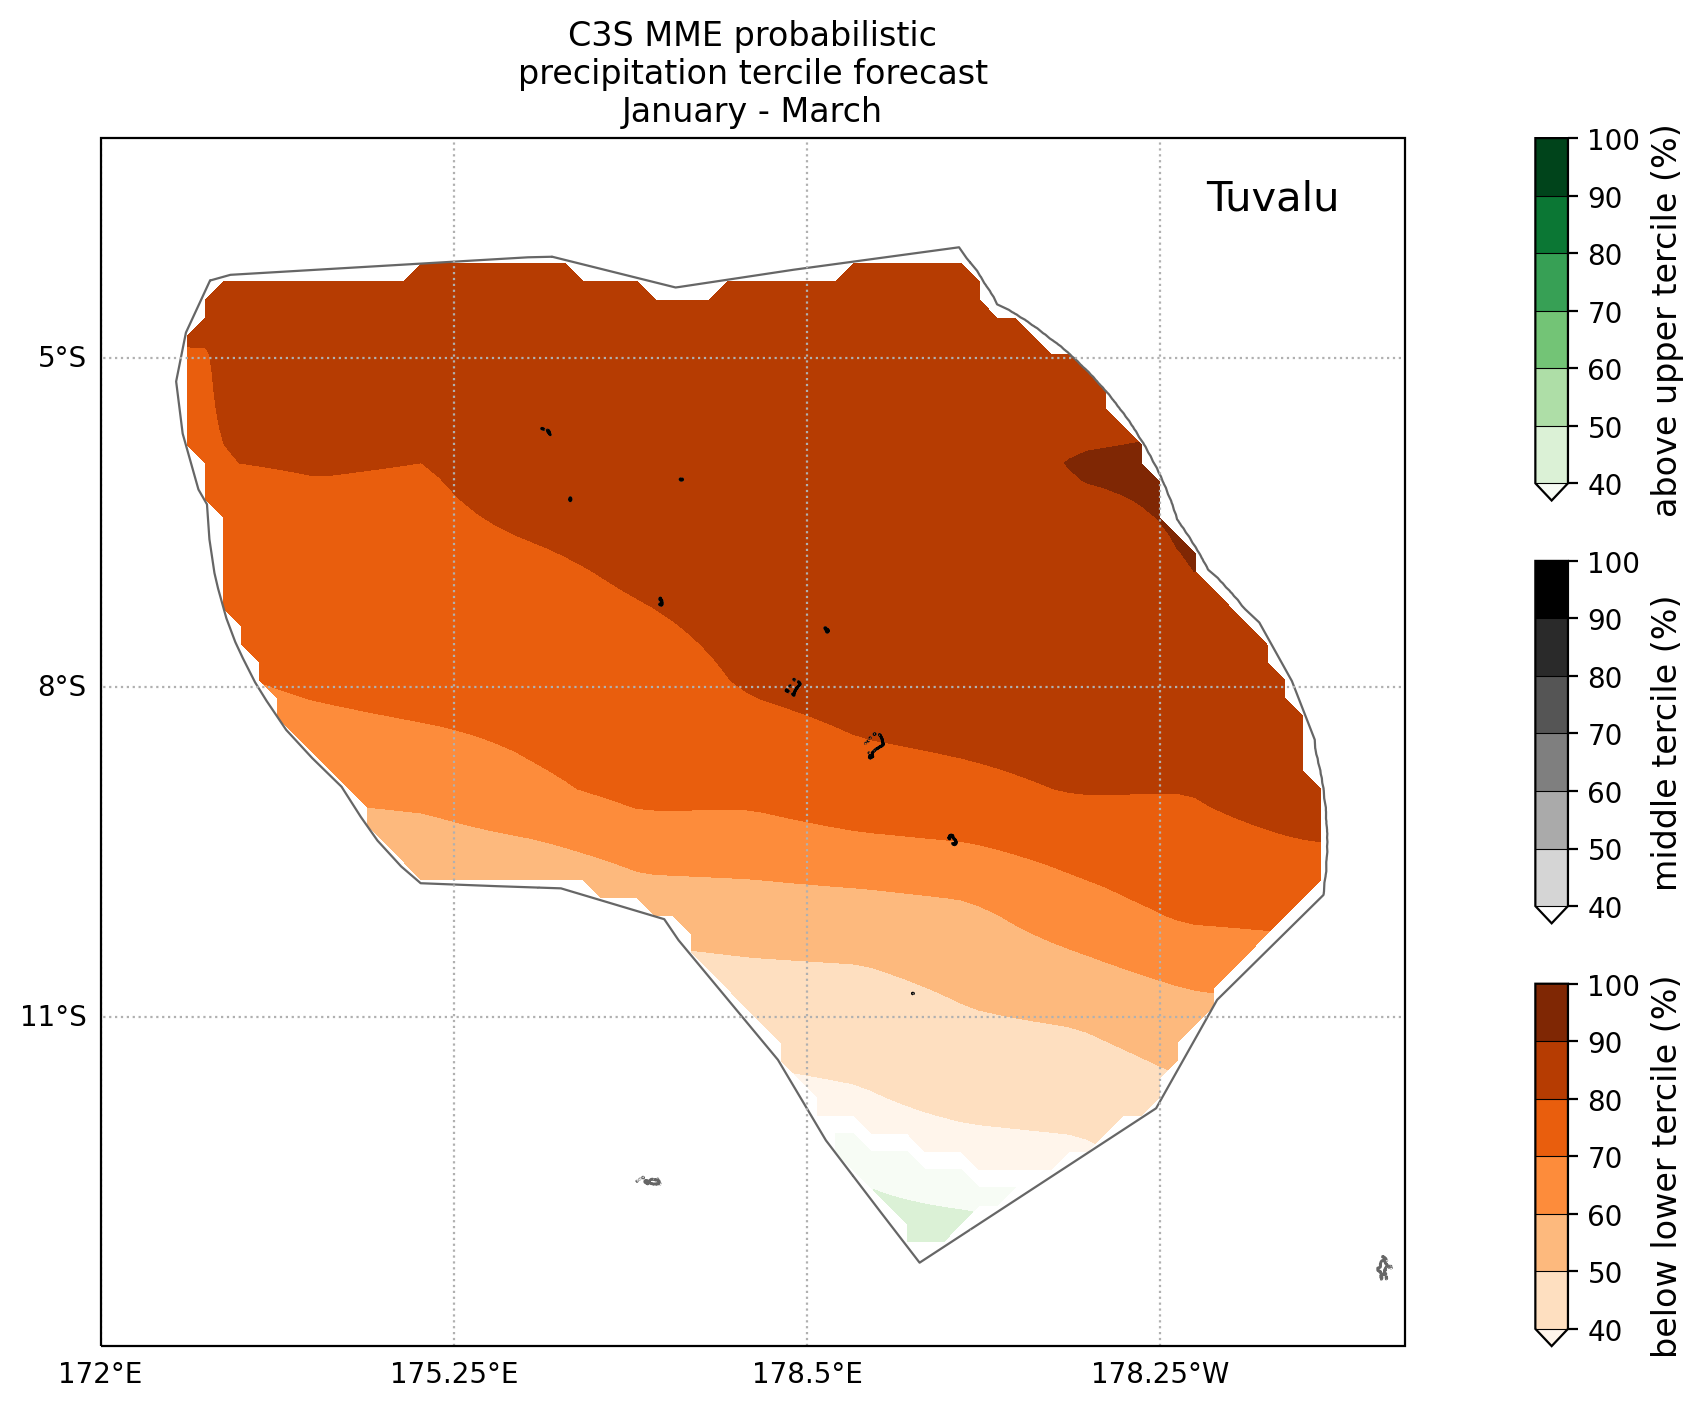 C3S MME probabilistic
precipitation tercile forecast
January - March
Tuvalu
5°S
8°S
11°S
172°E
175.25°E
178.5°E
178.25°W
100
90
80
70
60
50
40
above upper tercile (%)
100
90
80
70
60
50
40
middle tercile (%)
100
90
80
70
60
50
40
below lower tercile (%)